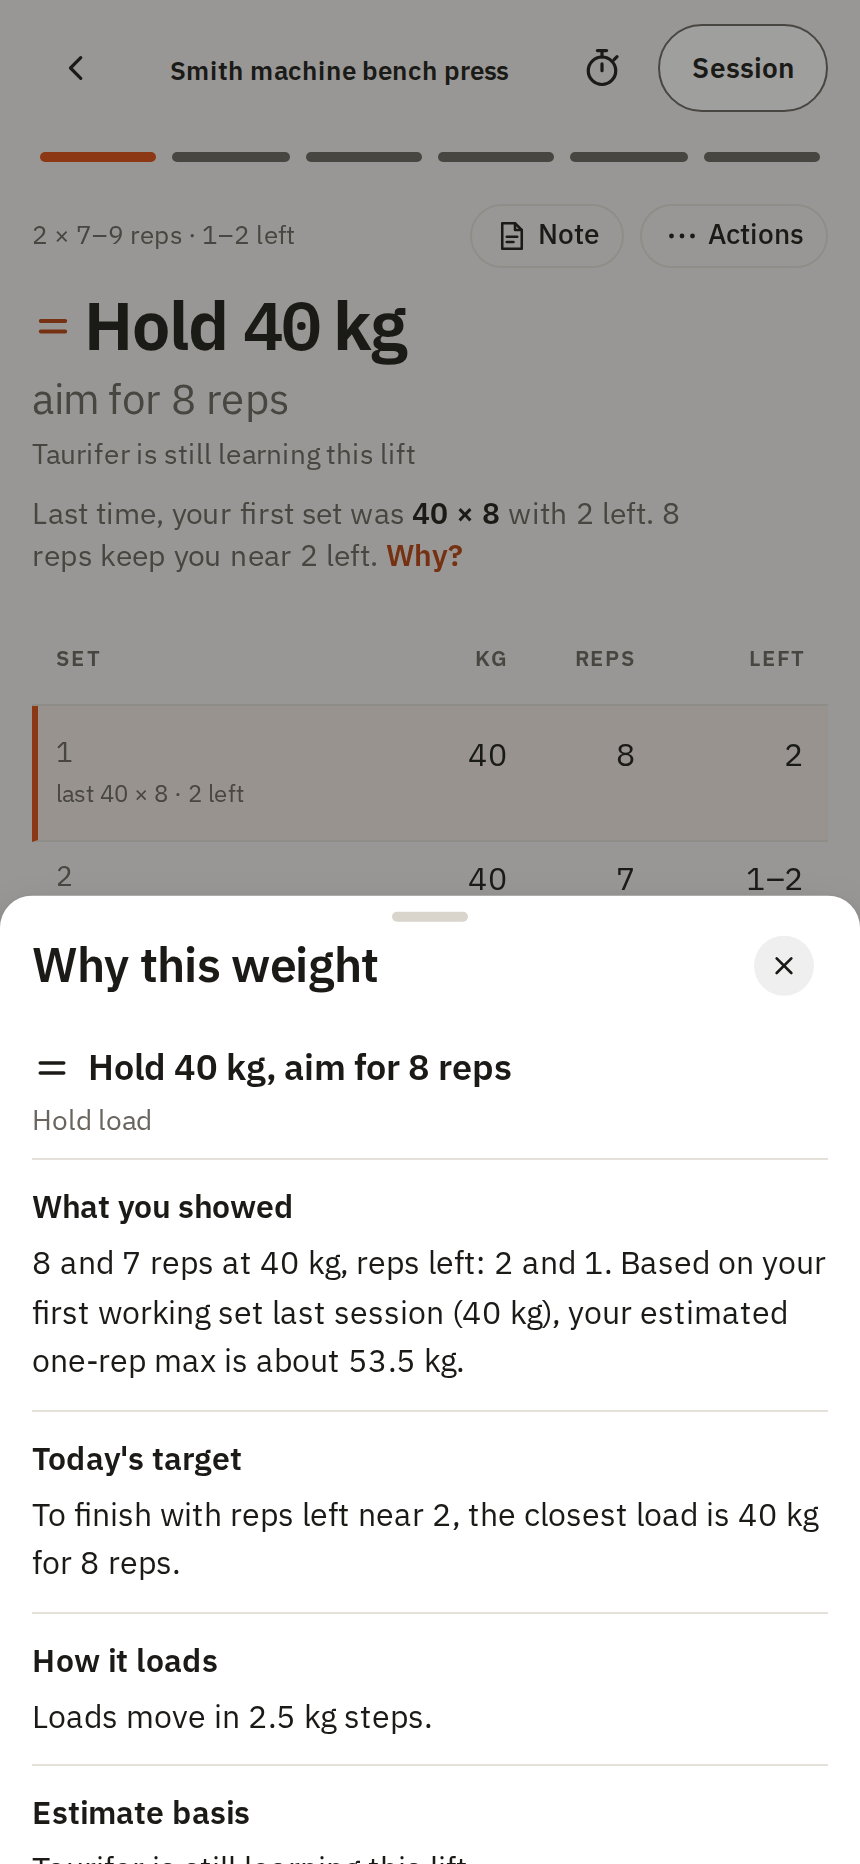 Smith machine bench press
Session
2 × 7–9 reps · 1–2 left
Note
··· Actions
= Hold 40 kg
aim for 8 reps
Taurifer is still learning this lift
Last time, your first set was 40 × 8 with 2 left. 8
reps keep you near 2 left. Why?
SET KG REPS LEFT
1 40 8 2
last 40 × 8 · 2 left
2 40 7 1–2
Why this weight
= Hold 40 kg, aim for 8 reps
Hold load
What you showed
8 and 7 reps at 40 kg, reps left: 2 and 1. Based on your
first working set last session (40 kg), your estimated
one-rep max is about 53.5 kg.
Today's target
To finish with reps left near 2, the closest load is 40 kg
for 8 reps.
How it loads
Loads move in 2.5 kg steps.
Estimate basis
Taurifer is still learning this lift